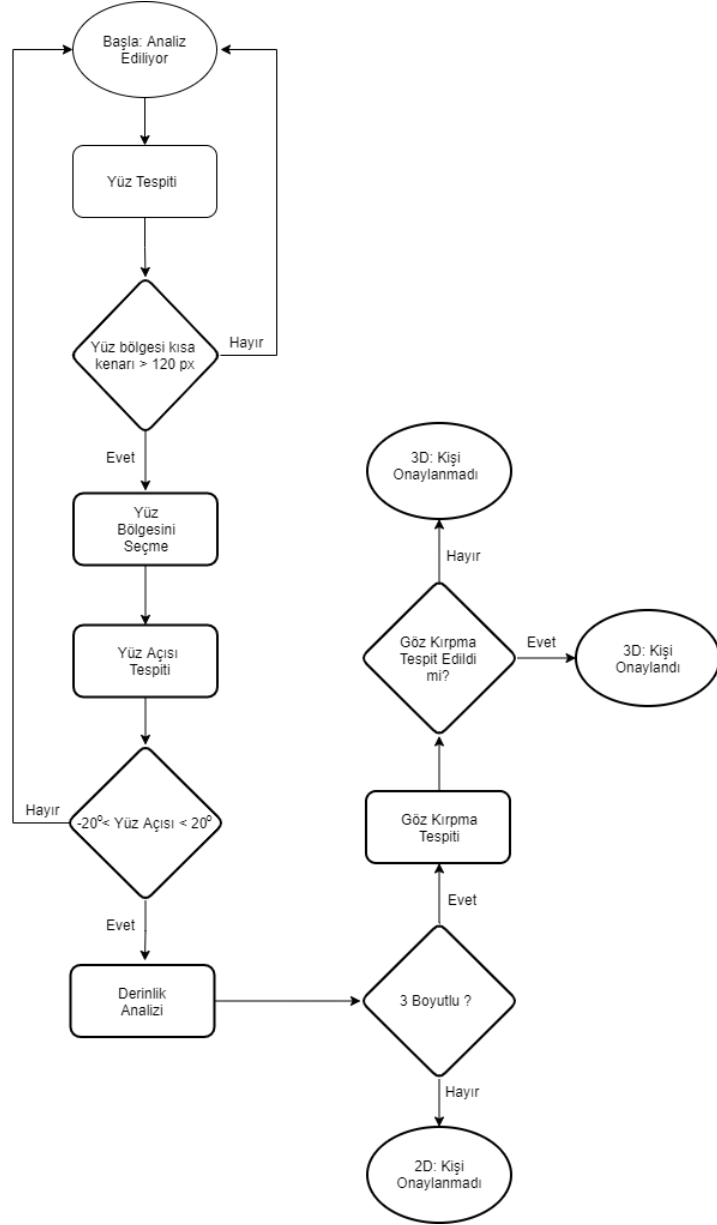 Başla: Analiz
Ediliyor
Yüz Tespiti
Yüz bölgesi kısa
kenarı > 120 px
Hayır
Evet
Yüz
Bölgesini
Seçme
Yüz Açısı
Tespiti
Hayır
-20⁰< Yüz Açısı < 20⁰
Evet
Derinlik
Analizi
3 Boyutlu ?
Evet
Göz Kırpma
Tespiti
Göz Kırpma
Tespit Edildi
mi?
Evet
3D: Kişi
Onaylandı
Hayır
3D: Kişi
Onaylanmadı
Hayır
2D: Kişi
Onaylanmadı